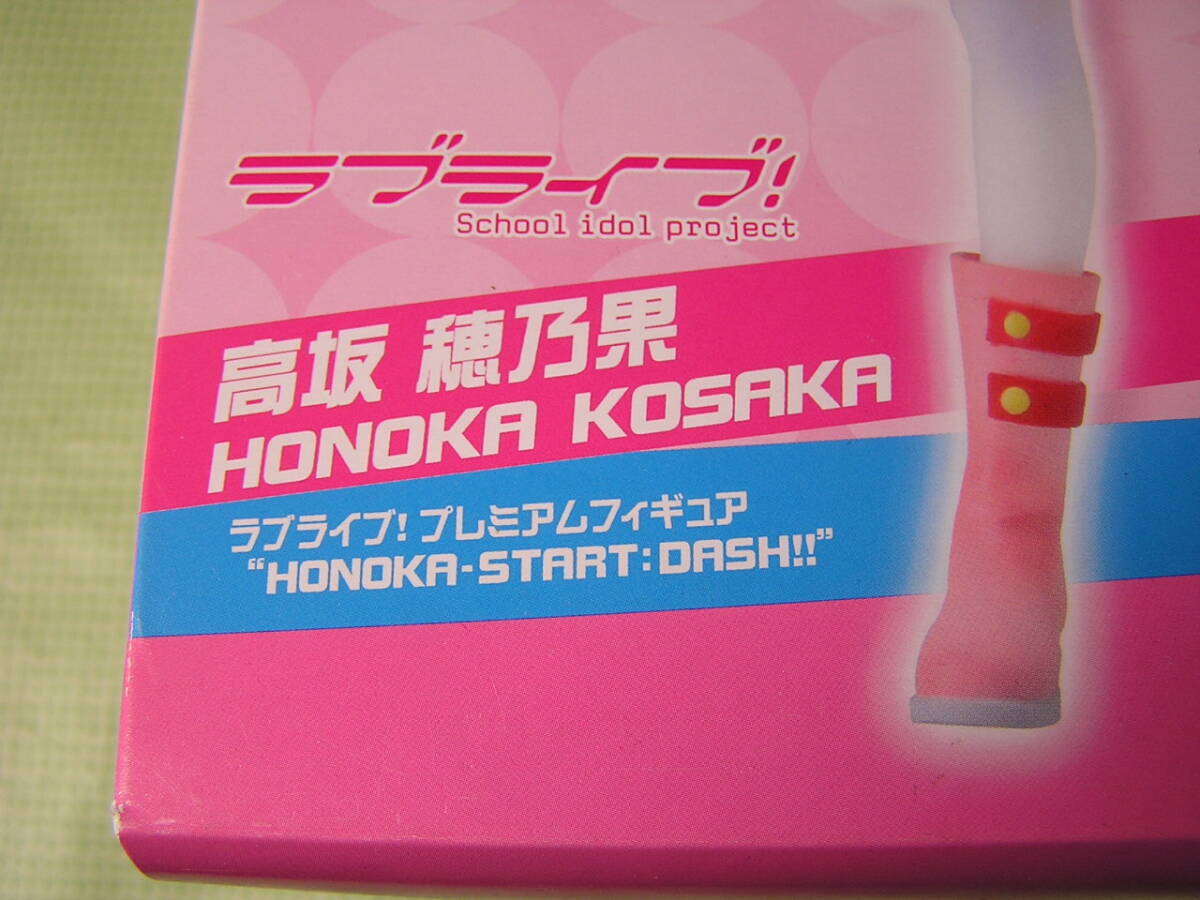 ラブライブ!
School idol project
高坂 穂乃果
HONOKA KOSAKA
ラブライブ! プレミアムフィギュア
“HONOKA-START:DASH!!”